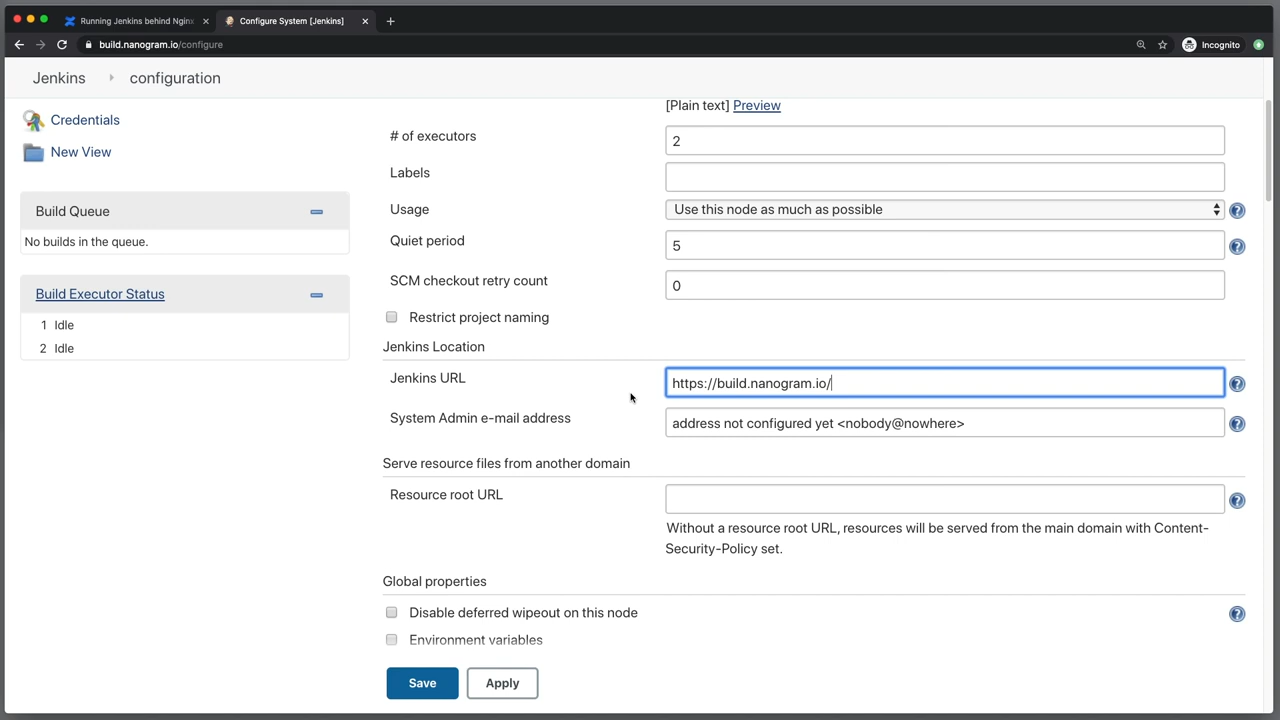 Running Jenkins behind Nginx
Configure System [Jenkins]
build.nanogram.io/configure
Incognito
Jenkins
configuration
Credentials
New View
Build Queue
No builds in the queue.
Build Executor Status
1 Idle
2 Idle
[Plain text] Preview
# of executors
2
Labels
Usage
Use this node as much as possible
Quiet period
5
SCM checkout retry count
0
Restrict project naming
Jenkins Location
Jenkins URL
https://build.nanogram.io/
System Admin e-mail address
address not configured yet <nobody@nowhere>
Serve resource files from another domain
Resource root URL
Without a resource root URL, resources will be served from the main domain with Content-
Security-Policy set.
Global properties
Disable deferred wipeout on this node
Environment variables
Save
Apply